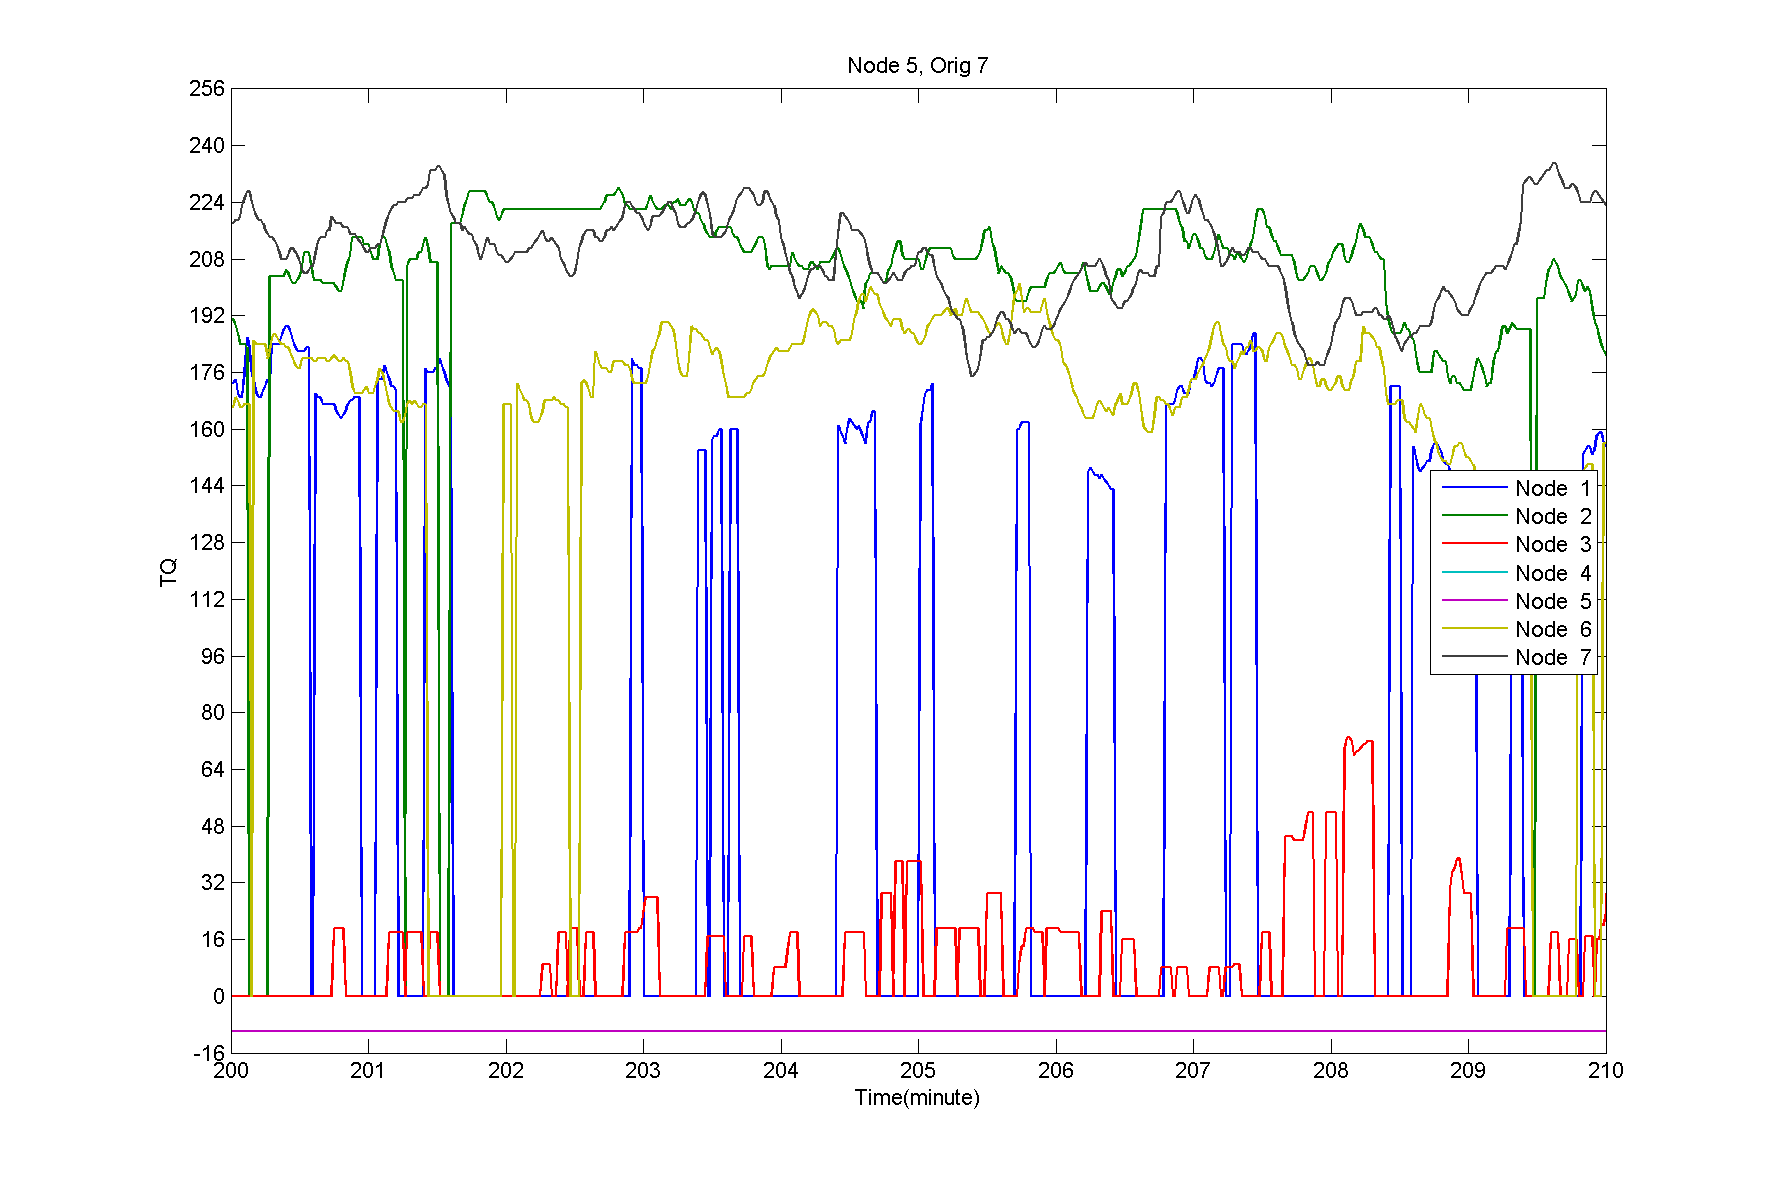 Node 5, Orig 7
256
240
224
208
192
176
160
144
128
112
96
80
64
48
32
16
0
-16
TQ
200 201 202 203 204 205 206 207 208 209 210
Time(minute)
Node 1
Node 2
Node 3
Node 4
Node 5
Node 6
Node 7